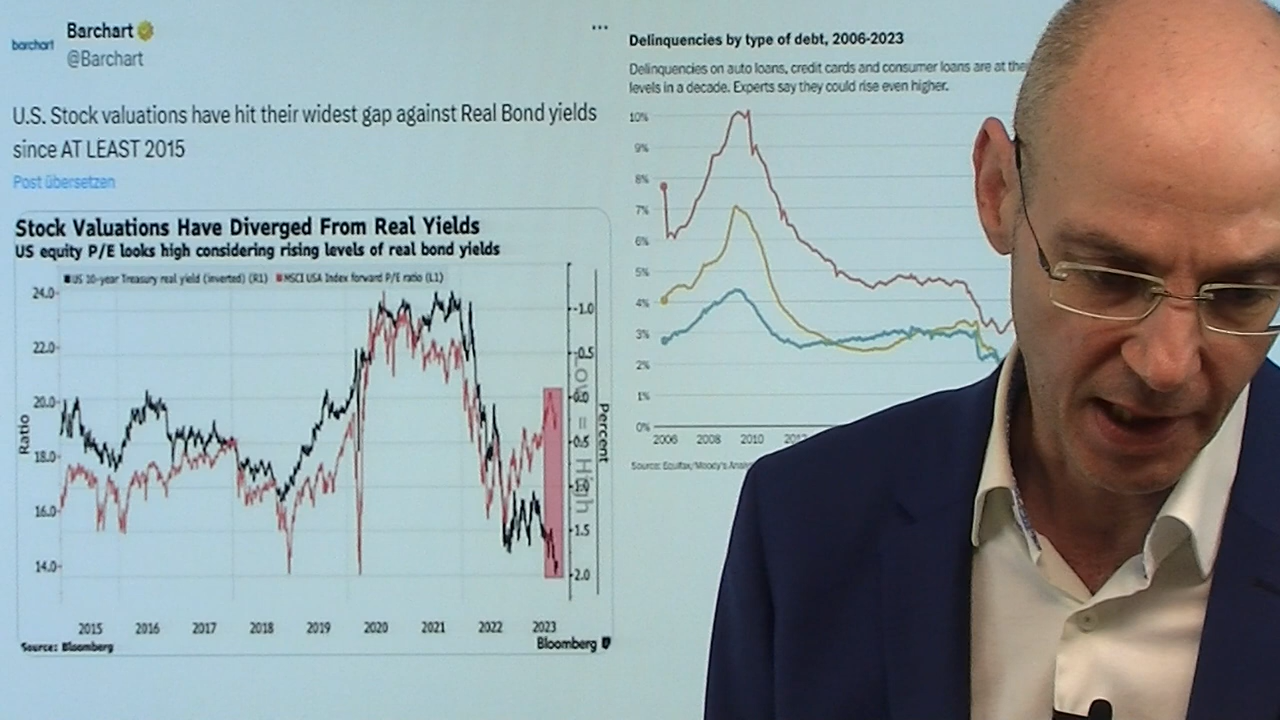 barchart
Barchart
@Barchart
...
U.S. Stock valuations have hit their widest gap against Real Bond yields
since AT LEAST 2015
Post übersetzen
Stock Valuations Have Diverged From Real Yields
US equity P/E looks high considering rising levels of real bond yields
US 10-year Treasury real yield (inverted) (R1) MSCI USA Index forward P/E ratio (L1)
24.0
22.0
20.0
18.0
16.0
14.0
Ratio
-1.0
-0.5
0.0
0.5
1.0
1.5
2.0
Low = High
Percent
2015 2016 2017 2018 2019 2020 2021 2022 2023
Source: Bloomberg
Bloomberg
Delinquencies by type of debt, 2006-2023
Delinquencies on auto loans, credit cards and consumer loans are at
levels in a decade. Experts say they could rise even higher.
10%
9%
8%
7%
6%
5%
4%
3%
2%
1%
0%
2006 2008 2010
Source: Equifax/Moody's